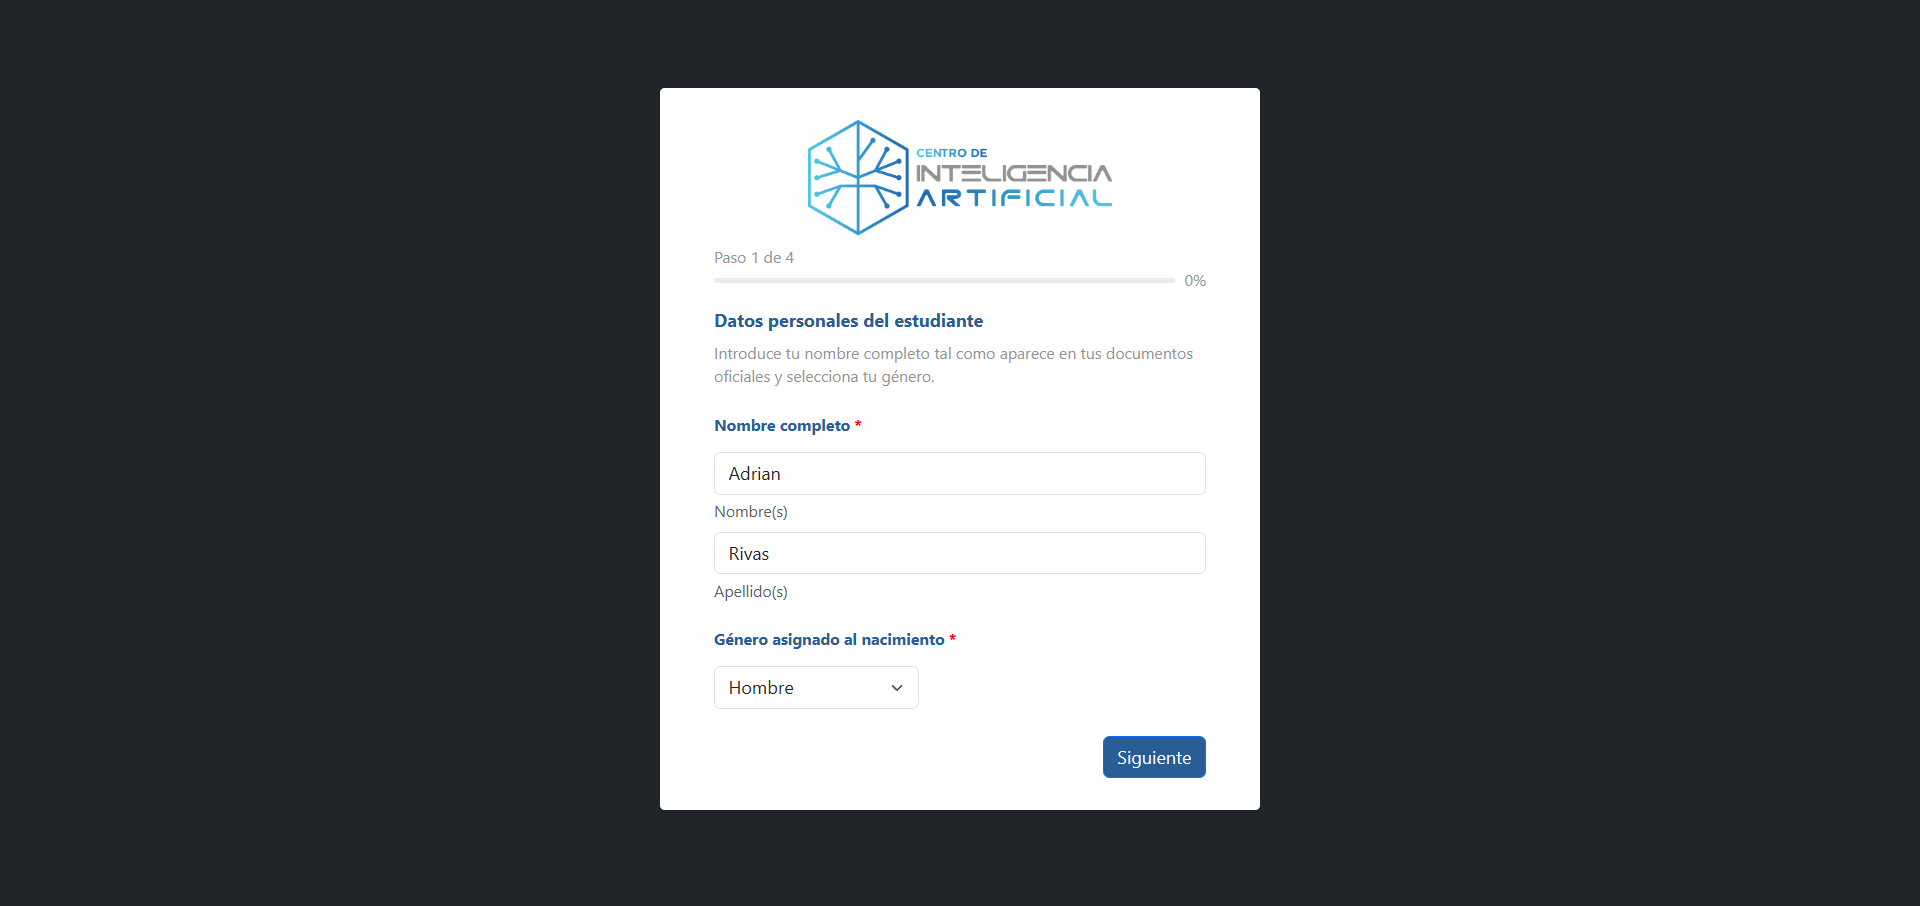 CENTRO DE
INTELIGENCIA
ARTIFICIAL
Paso 1 de 4
0%
Datos personales del estudiante
Introduce tu nombre completo tal como aparece en tus documentos
oficiales y selecciona tu género.
Nombre completo *
Adrian
Nombre(s)
Rivas
Apellido(s)
Género asignado al nacimiento *
Hombre
Siguiente